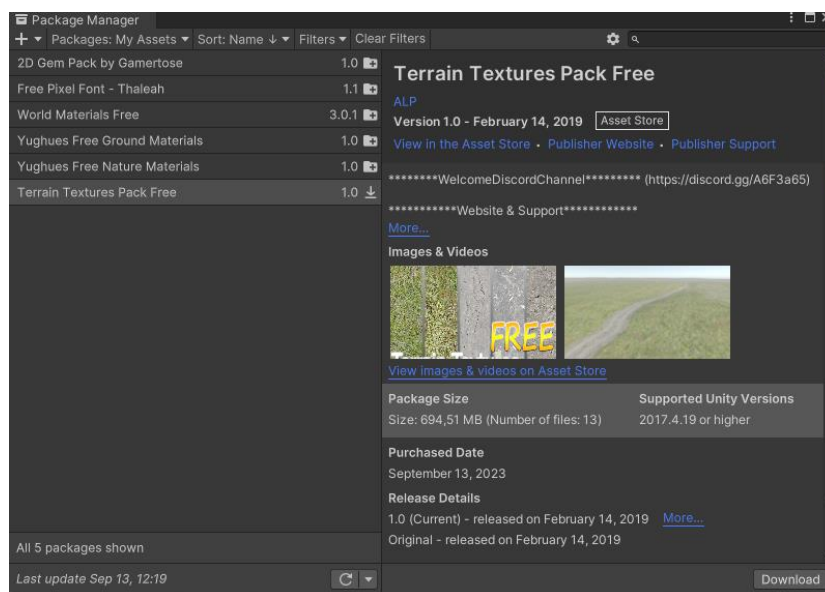 Package Manager
Packages: My Assets Sort: Name ↓ Filters Clear Filters
2D Gem Pack by Gamertose 1.0
Free Pixel Font - Thaleah 1.1
World Materials Free 3.0.1
Yughues Free Ground Materials 1.0
Yughues Free Nature Materials 1.0
Terrain Textures Pack Free 1.0
All 5 packages shown
Last update Sep 13, 12:19
Terrain Textures Pack Free
ALP
Version 1.0 - February 14, 2019 Asset Store
View in the Asset Store • Publisher Website • Publisher Support
********WelcomeDiscordChannel********* (https://discord.gg/A6F3a65)
***********Website & Support************
More...
Images & Videos
FREE
View images & videos on Asset Store
Package Size Supported Unity Versions
Size: 694,51 MB (Number of files: 13) 2017.4.19 or higher
Purchased Date
September 13, 2023
Release Details
1.0 (Current) - released on February 14, 2019 More...
Original - released on February 14, 2019
Download